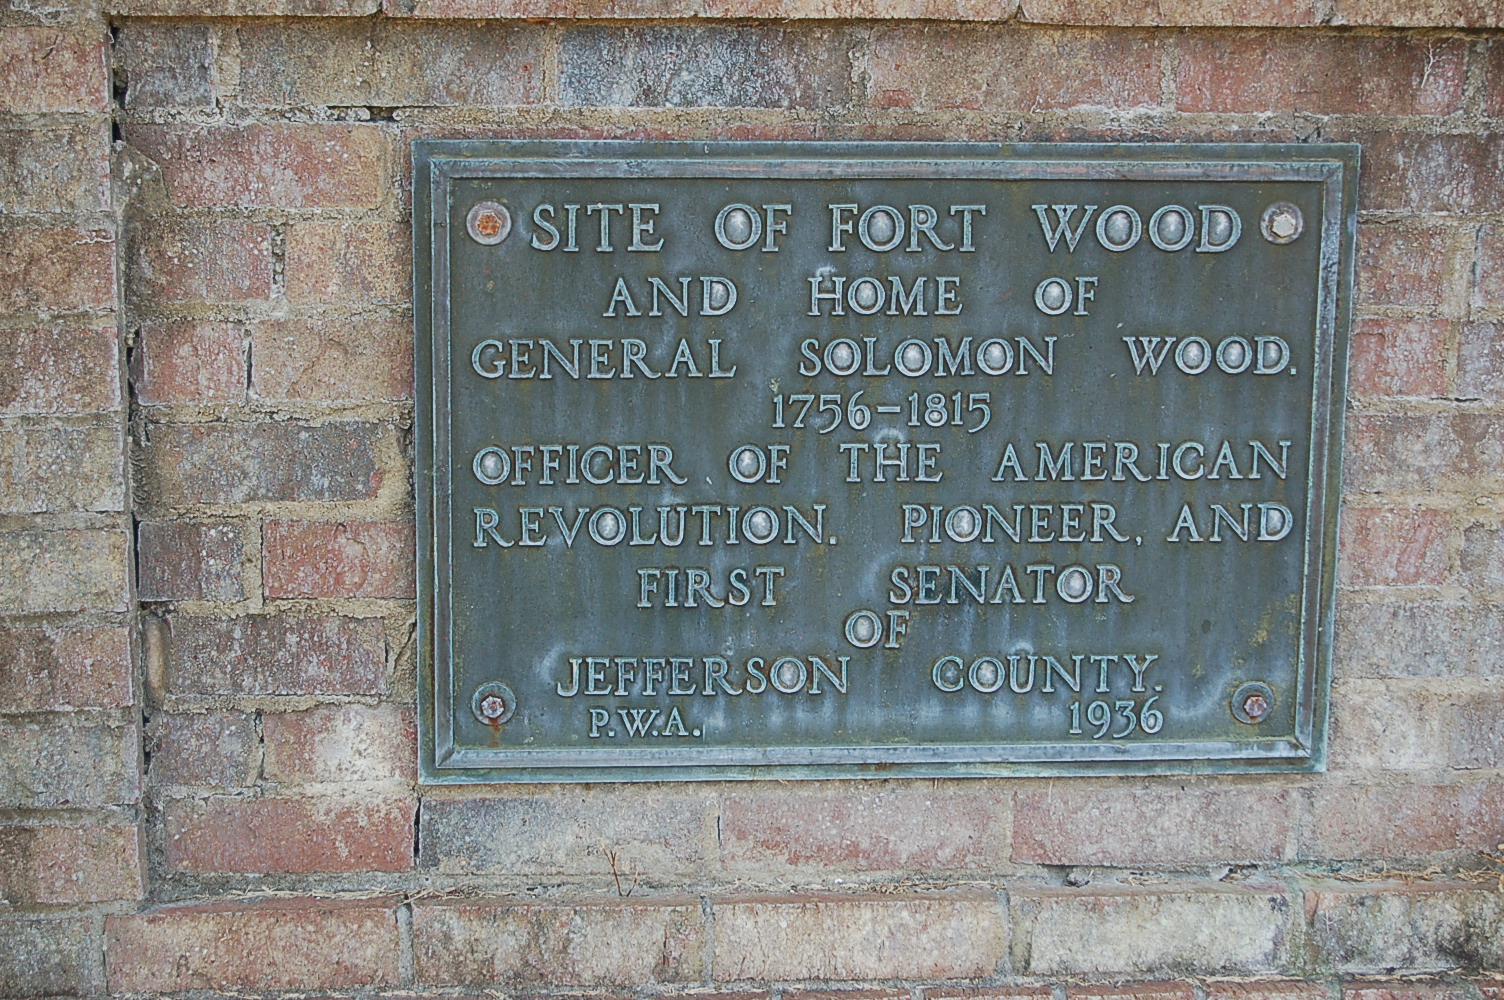 SITE OF FORT WOOD
AND HOME OF
GENERAL SOLOMON WOOD.
1756-1815
OFFICER OF THE AMERICAN
REVOLUTION. PIONEER, AND
FIRST SENATOR
OF
JEFFERSON COUNTY.
P.W.A. 1936